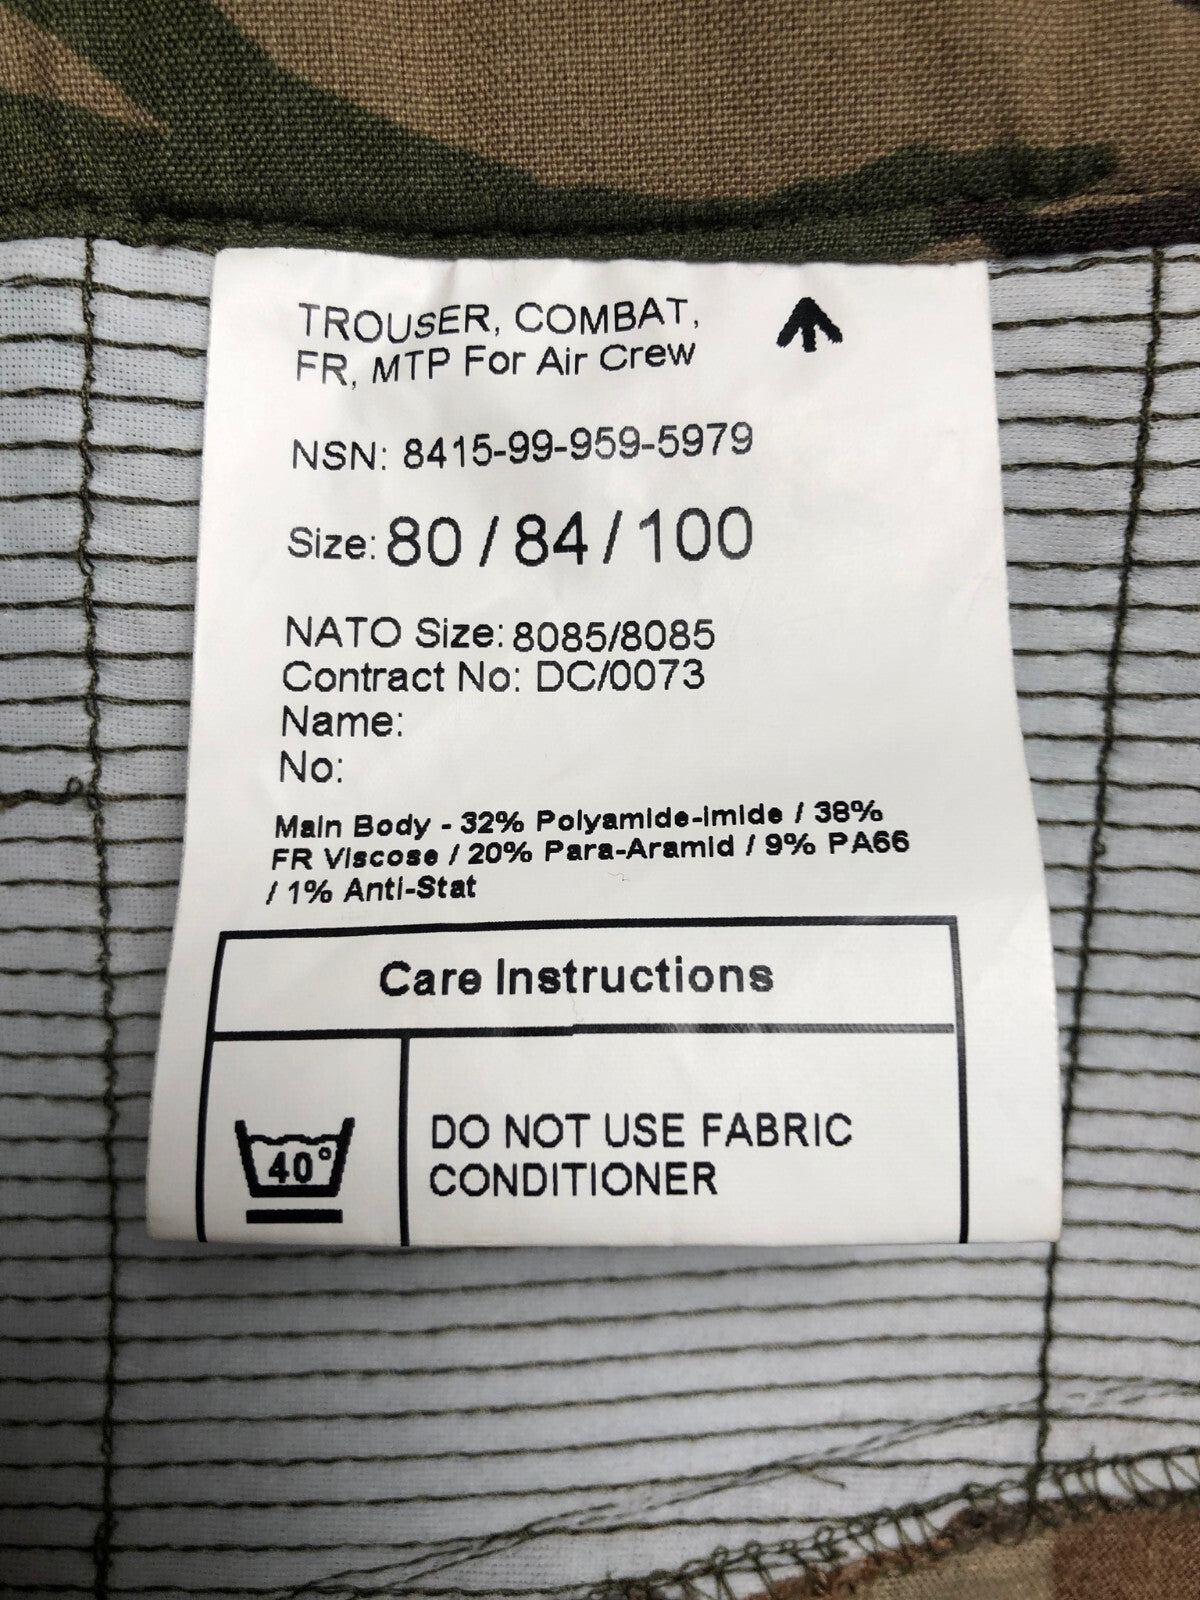 TROUSER, COMBAT,
FR, MTP For Air Crew
NSN: 8415-99-959-5979
Size: 80 / 84 / 100
NATO Size: 8085/8085
Contract No: DC/0073
Name:
No:
Main Body - 32% Polyamide-Imide / 38%
FR Viscose / 20% Para-Aramid / 9% PA66
/ 1% Anti-Stat
Care Instructions
40°
DO NOT USE FABRIC
CONDITIONER